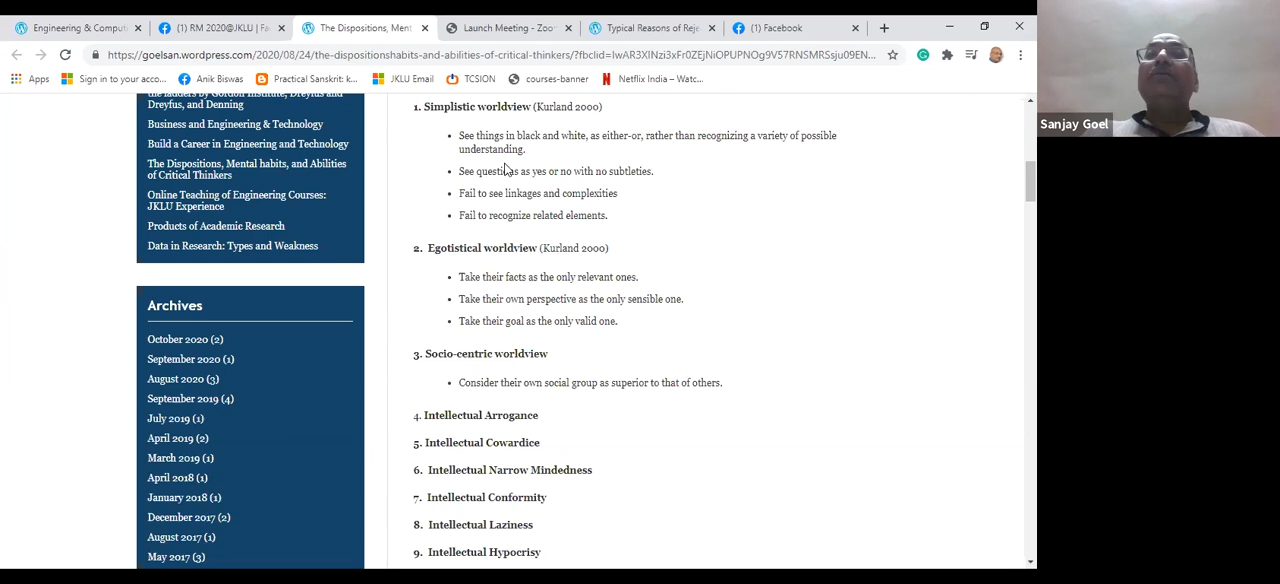 Engineering & Comput
(1) RM 2020@JKLU | Fa
The Dispositions, Ment
Launch Meeting - Zoo
Typical Reasons of Reje
(1) Facebook
https://goelsan.wordpress.com/2020/08/24/the-dispositionshabits-and-abilities-of-critical-thinkers/?fbclid=IwAR3XlNzi3xFr0ZEjNiOPUPNOg9V57RNSMRSsju09EN...
Apps
Sign in to your acco...
Anik Biswas
Practical Sanskrit: k...
JKLU Email
TCSION
courses-banner
Netflix India – Watc...
the ladders by Gordon Institute, Dreyfus and
Dreyfus, and Denning
Business and Engineering & Technology
Build a Career in Engineering and Technology
The Dispositions, Mental habits, and Abilities
of Critical Thinkers
Online Teaching of Engineering Courses:
JKLU Experience
Products of Academic Research
Data in Research: Types and Weakness
Archives
October 2020 (2)
September 2020 (1)
August 2020 (3)
September 2019 (4)
July 2019 (1)
April 2019 (2)
March 2019 (1)
April 2018 (1)
January 2018 (1)
December 2017 (2)
August 2017 (1)
May 2017 (3)
1. Simplistic worldview (Kurland 2000)
• See things in black and white, as either-or, rather than recognizing a variety of possible
understanding.
• See questions as yes or no with no subtleties.
• Fail to see linkages and complexities
• Fail to recognize related elements.
2. Egotistical worldview (Kurland 2000)
• Take their facts as the only relevant ones.
• Take their own perspective as the only sensible one.
• Take their goal as the only valid one.
3. Socio-centric worldview
• Consider their own social group as superior to that of others.
4. Intellectual Arrogance
5. Intellectual Cowardice
6. Intellectual Narrow Mindedness
7. Intellectual Conformity
8. Intellectual Laziness
9. Intellectual Hypocrisy
Sanjay Goel